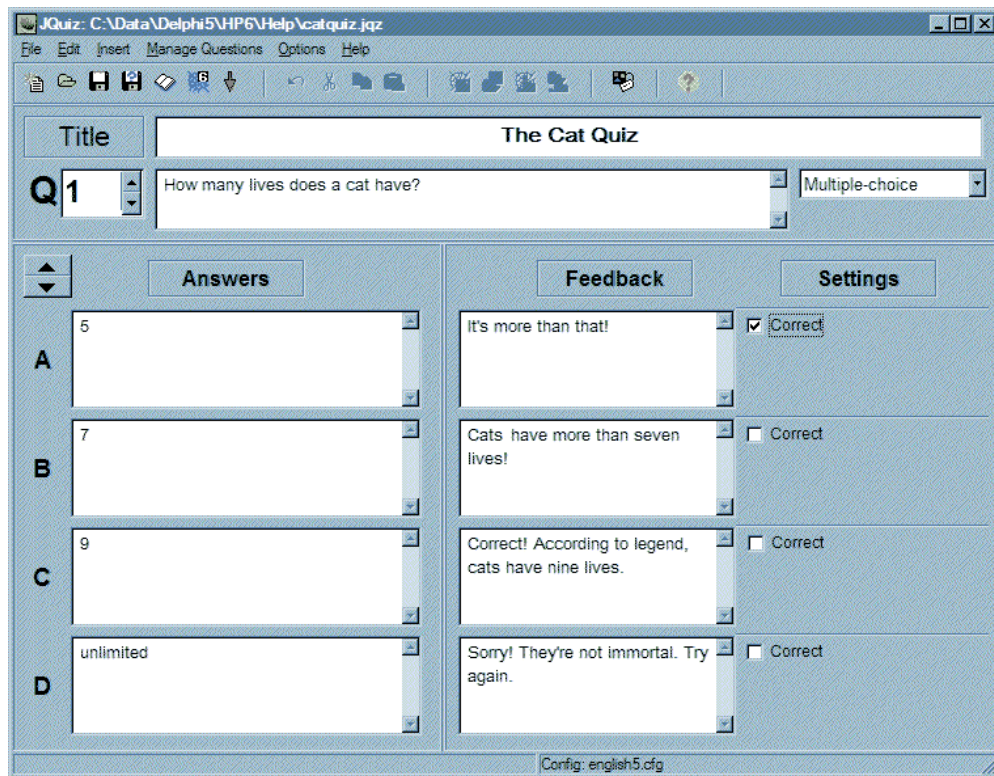 JQuiz: C:\Data\Delphi5\HP6\Help\catquiz.jqz
File Edit Insert Manage Questions Options Help
Title
The Cat Quiz
Q 1
How many lives does a cat have?
Multiple-choice
Answers
Feedback
Settings
A
5
It's more than that!
Correct
B
7
Cats have more than seven
lives!
Correct
C
9
Correct! According to legend,
cats have nine lives.
Correct
D
unlimited
Sorry! They're not immortal. Try
again.
Correct
Config: english5.cfg